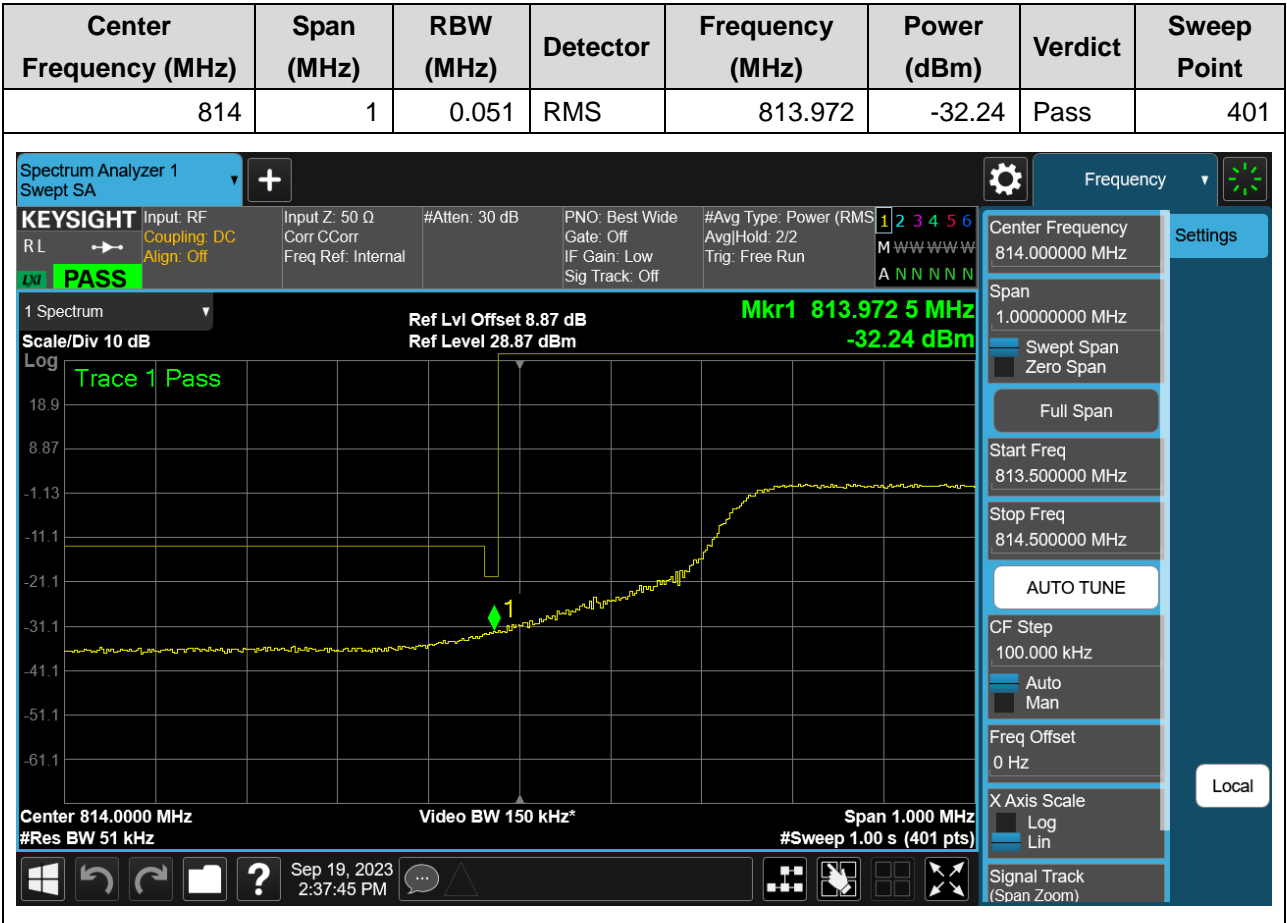 Center Frequency (MHz) Span (MHz) RBW (MHz) Detector Frequency (MHz) Power (dBm) Verdict Sweep Point
814 1 0.051 RMS 813.972 -32.24 Pass 401
Spectrum Analyzer 1
Swept SA
Frequency
KEYSIGHT
RL
LXI PASS
Input: RF
Coupling: DC
Align: Off
Input Z: 50 Ω
Corr CCorr
Freq Ref: Internal
#Atten: 30 dB
PNO: Best Wide
Gate: Off
IF Gain: Low
Sig Track: Off
#Avg Type: Power (RMS
Avg|Hold: 2/2
Trig: Free Run
1 2 3 4 5 6
M W W W W W
A N N N N N
1 Spectrum
Scale/Div 10 dB
Ref Lvl Offset 8.87 dB
Ref Level 28.87 dBm
Mkr1 813.972 5 MHz
-32.24 dBm
Log
Trace 1 Pass
18.9
8.87
-1.13
-11.1
-21.1
-31.1
-41.1
-51.1
-61.1
1
Center 814.0000 MHz
#Res BW 51 kHz
Video BW 150 kHz*
Span 1.000 MHz
#Sweep 1.00 s (401 pts)
Center Frequency
814.000000 MHz
Settings
Span
1.00000000 MHz
Swept Span
Zero Span
Full Span
Start Freq
813.500000 MHz
Stop Freq
814.500000 MHz
AUTO TUNE
CF Step
100.000 kHz
Auto
Man
Freq Offset
0 Hz
X Axis Scale
Log
Lin
Signal Track
(Span Zoom)
Local
?
Sep 19, 2023
2:37:45 PM